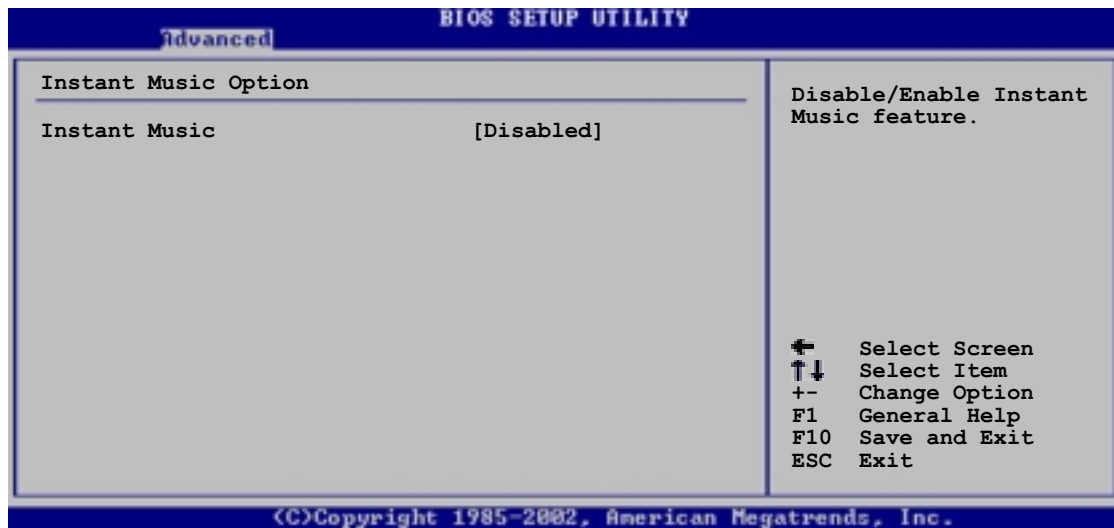 BIOS SETUP UTILITY
Advanced
Instant Music Option
Instant Music [Disabled]
Disable/Enable Instant
Music feature.
← Select Screen
↑↓ Select Item
+- Change Option
F1 General Help
F10 Save and Exit
ESC Exit
(C)Copyright 1985-2002, American Megatrends, Inc.